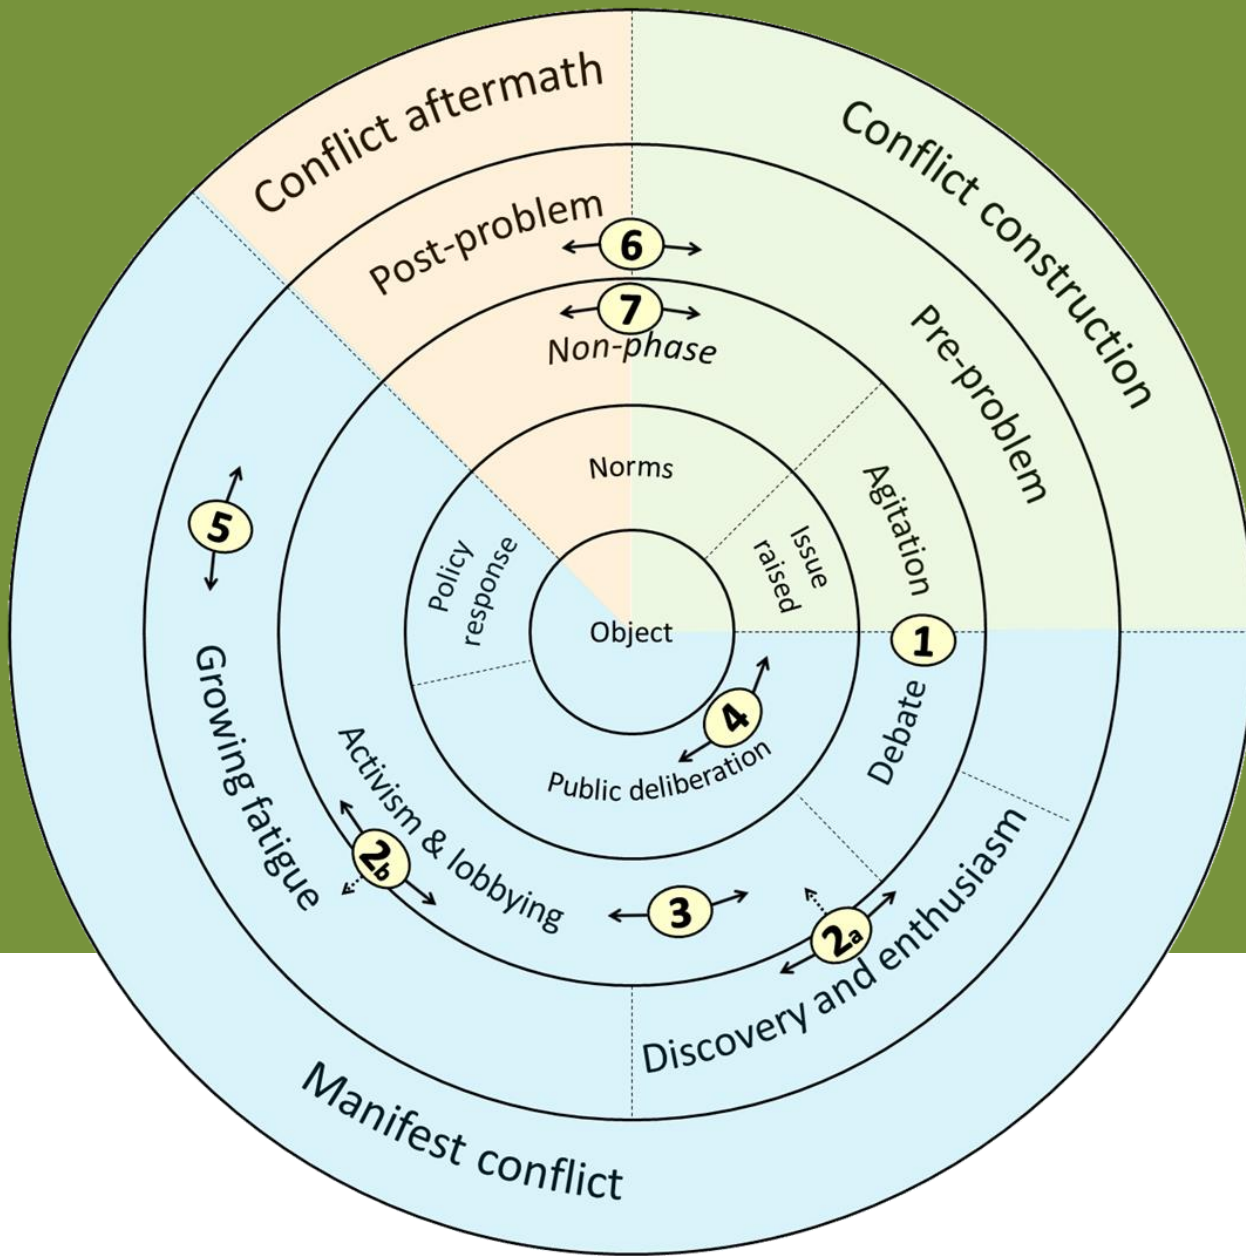 Conflict aftermath
Conflict construction
Post-problem
Pre-problem
6
7
Non-phase
Agitation
Norms
Issue
raised
5
Policy
response
Object
1
Debate
4
Public deliberation
Growing fatigue
Activism & lobbying
2b
3
2a
Discovery and enthusiasm
Manifest conflict